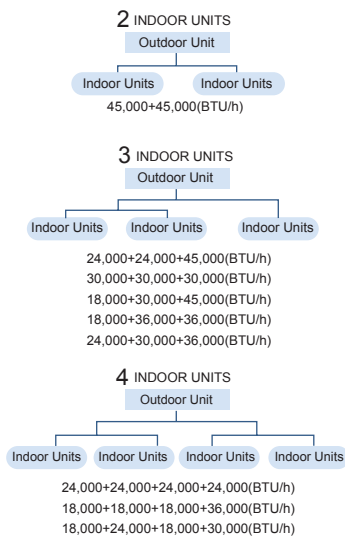 2 INDOOR UNITS
Outdoor Unit
Indoor Units Indoor Units
45,000+45,000(BTU/h)
3 INDOOR UNITS
Outdoor Unit
Indoor Units Indoor Units Indoor Units
24,000+24,000+45,000(BTU/h)
30,000+30,000+30,000(BTU/h)
18,000+30,000+45,000(BTU/h)
18,000+36,000+36,000(BTU/h)
24,000+30,000+36,000(BTU/h)
4 INDOOR UNITS
Outdoor Unit
Indoor Units Indoor Units Indoor Units Indoor Units
24,000+24,000+24,000+24,000(BTU/h)
18,000+18,000+18,000+36,000(BTU/h)
18,000+24,000+18,000+30,000(BTU/h)